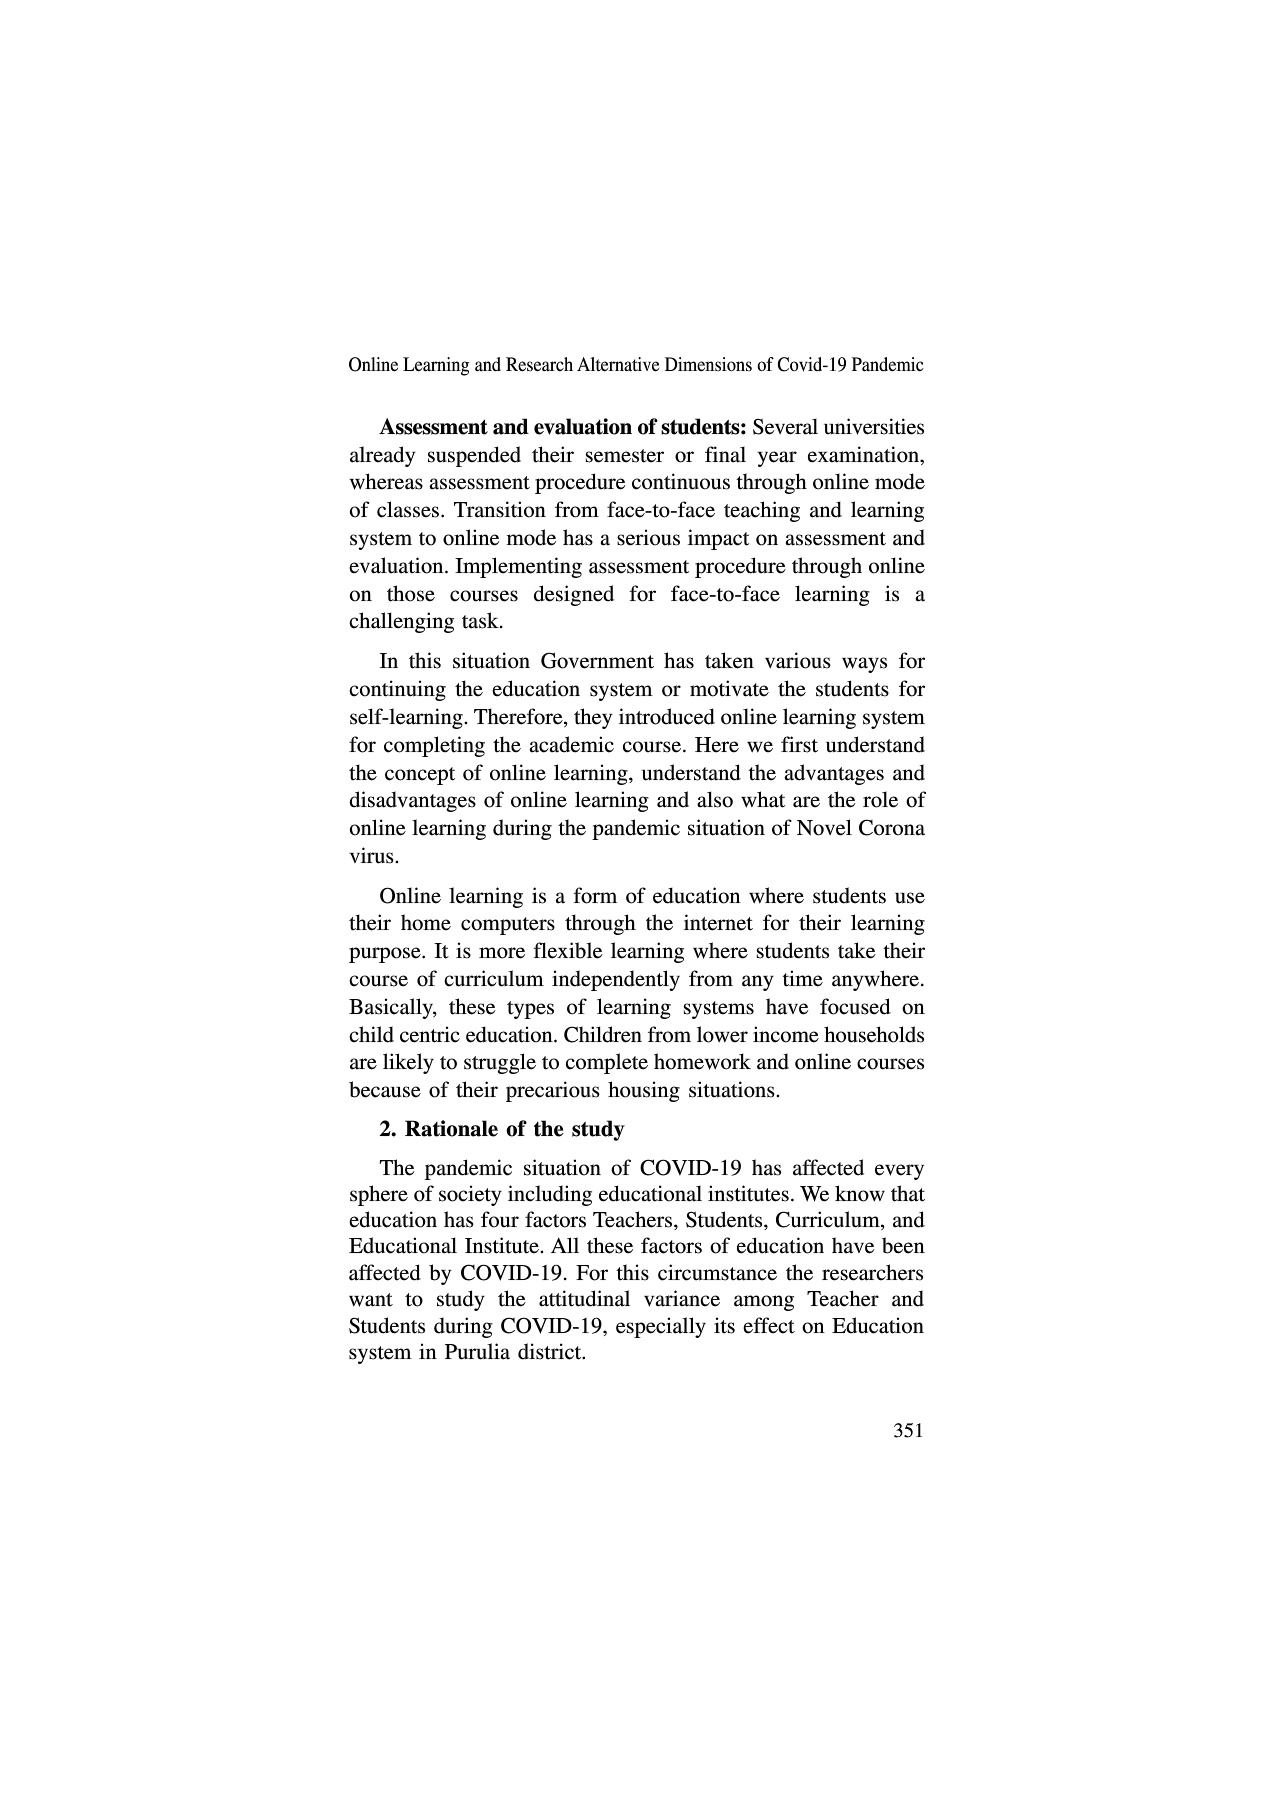 Online Learning and Research Alternative Dimensions of Covid-19 Pandemic
Assessment and evaluation of students: Several universities
already suspended their semester or final year examination,
whereas assessment procedure continuous through online mode
of classes. Transition from face-to-face teaching and learning
system to online mode has a serious impact on assessment and
evaluation. Implementing assessment procedure through online
on those courses designed for face-to-face learning is a
challenging task.
In this situation Government has taken various ways for
continuing the education system or motivate the students for
self-learning. Therefore, they introduced online learning system
for completing the academic course. Here we first understand
the concept of online learning, understand the advantages and
disadvantages of online learning and also what are the role of
online learning during the pandemic situation of Novel Corona
virus.
Online learning is a form of education where students use
their home computers through the internet for their learning
purpose. It is more flexible learning where students take their
course of curriculum independently from any time anywhere.
Basically, these types of learning systems have focused on
child centric education. Children from lower income households
are likely to struggle to complete homework and online courses
because of their precarious housing situations.
2. Rationale of the study
The pandemic situation of COVID-19 has affected every
sphere of society including educational institutes. We know that
education has four factors Teachers, Students, Curriculum, and
Educational Institute. All these factors of education have been
affected by COVID-19. For this circumstance the researchers
want to study the attitudinal variance among Teacher and
Students during COVID-19, especially its effect on Education
system in Purulia district.
351